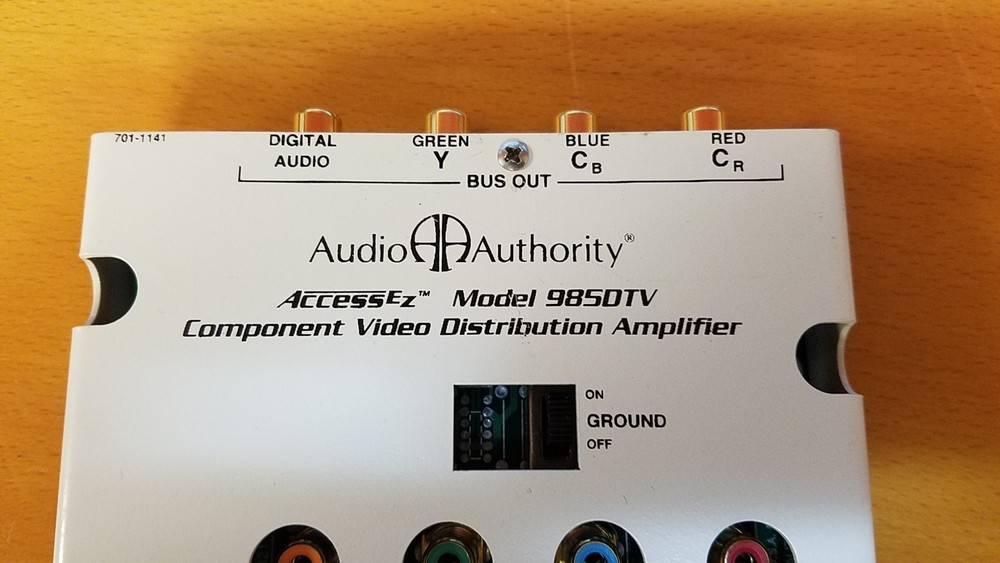 701-1141
DIGITAL AUDIO
GREEN Y
BLUE CB
RED CR
BUS OUT
Audio Authority®
AccessEz™ Model 985DTV
Component Video Distribution Amplifier
ON
GROUND
OFF